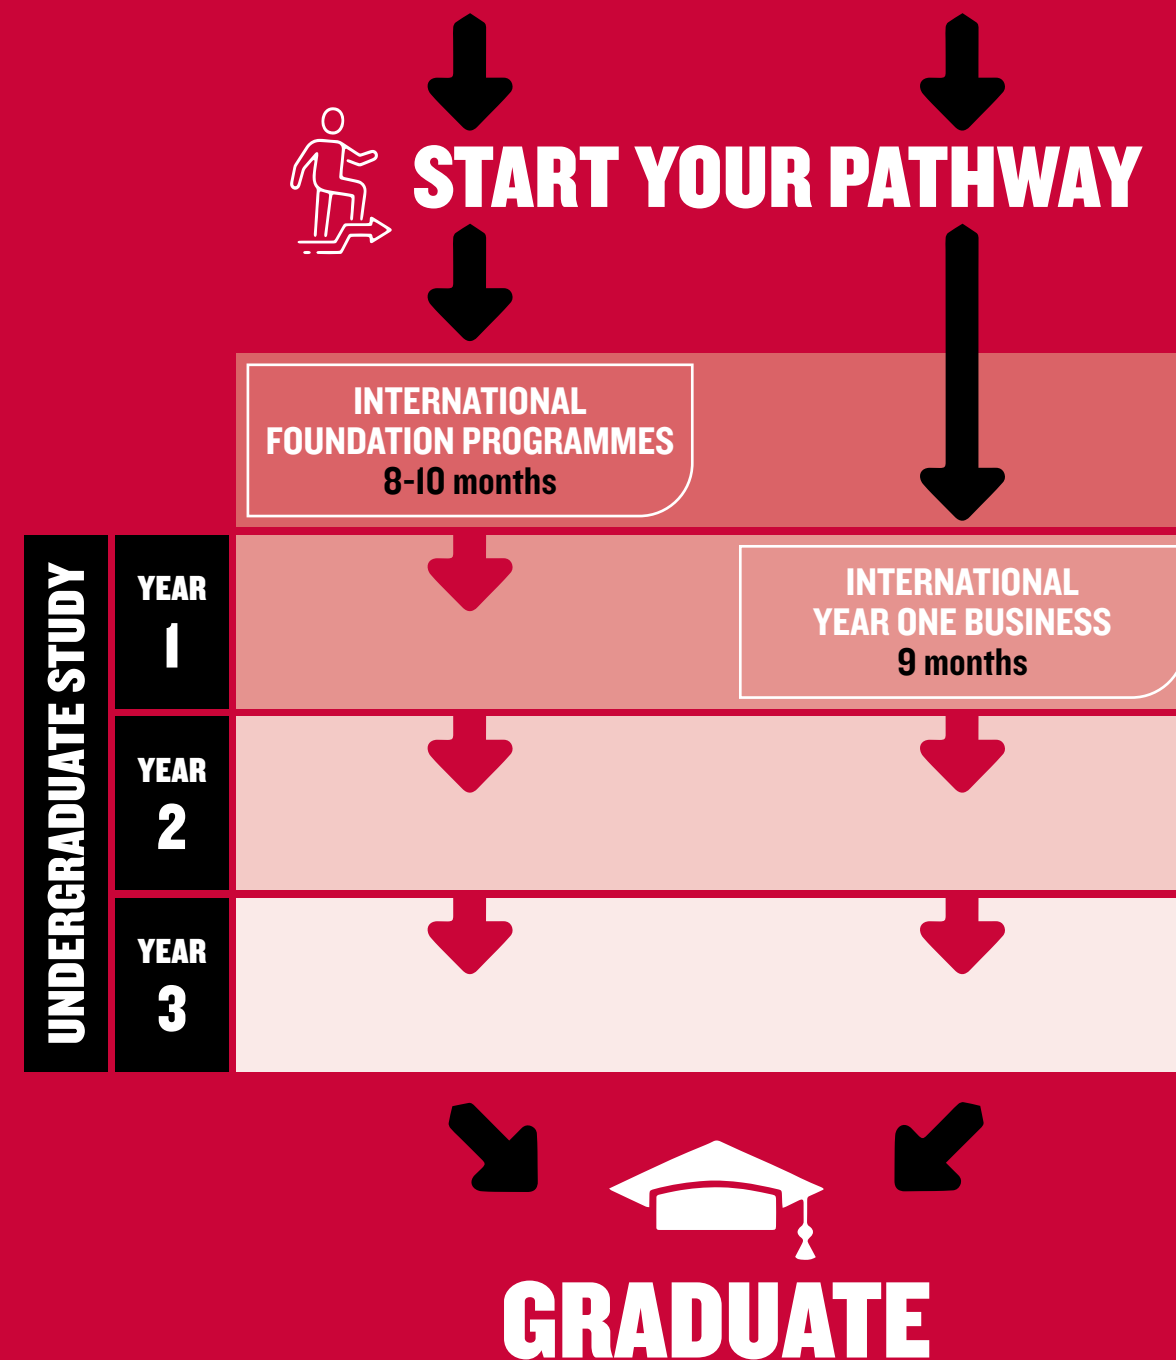 START YOUR PATHWAY
INTERNATIONAL
FOUNDATION PROGRAMMES
8-10 months
UNDERGRADUATE STUDY
YEAR
1
INTERNATIONAL
YEAR ONE BUSINESS
9 months
YEAR
2
YEAR
3
GRADUATE